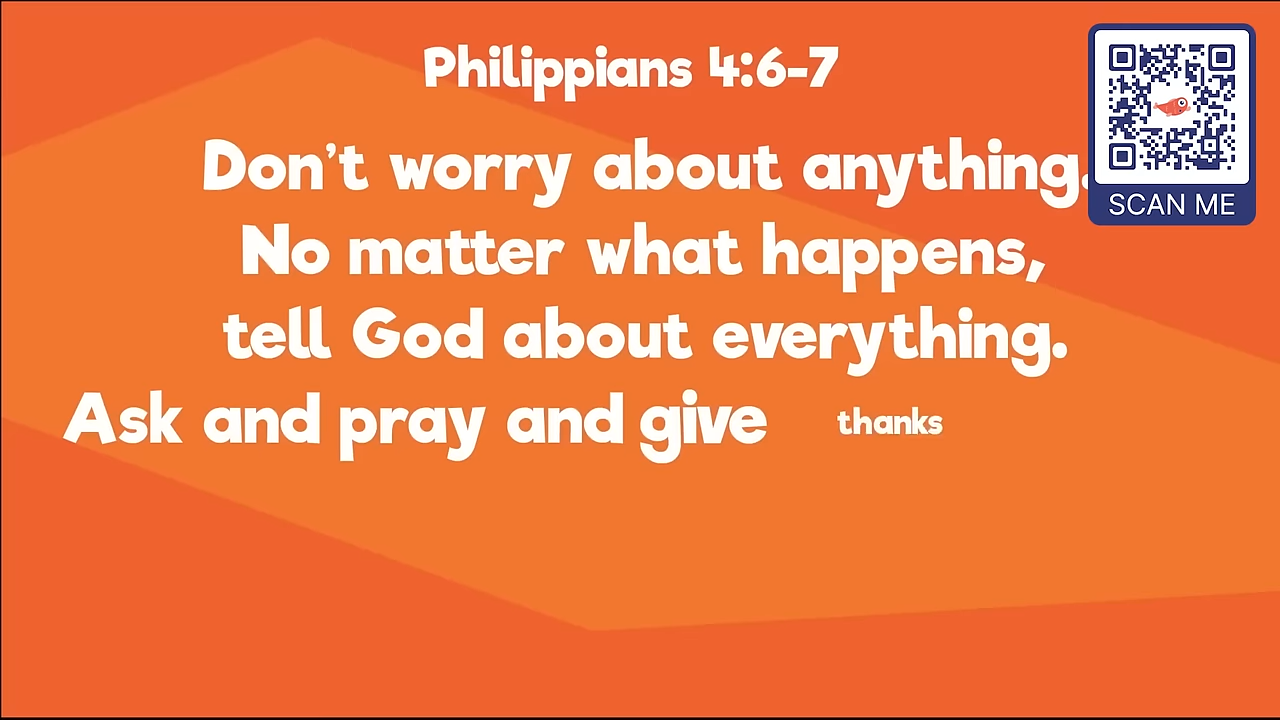 Philippians 4:6-7
Don't worry about anything.
No matter what happens,
tell God about everything.
Ask and pray and give thanks
SCAN ME